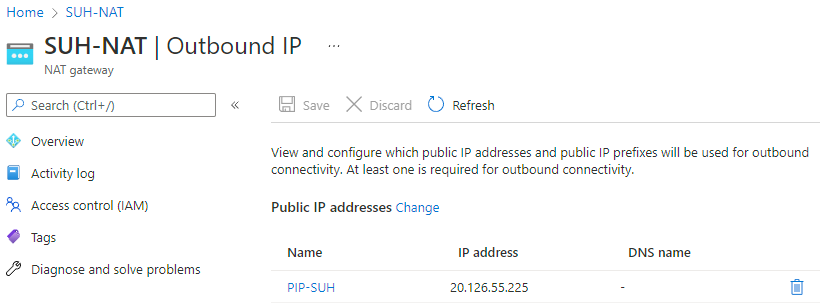 Home > SUH-NAT
SUH-NAT | Outbound IP ...
NAT gateway
Search (Ctrl+/) «
Save Discard Refresh
Overview
Activity log
Access control (IAM)
Tags
Diagnose and solve problems
View and configure which public IP addresses and public IP prefixes will be used for outbound
connectivity. At least one is required for outbound connectivity.
Public IP addresses Change
Name IP address DNS name
PIP-SUH 20.126.55.225 -